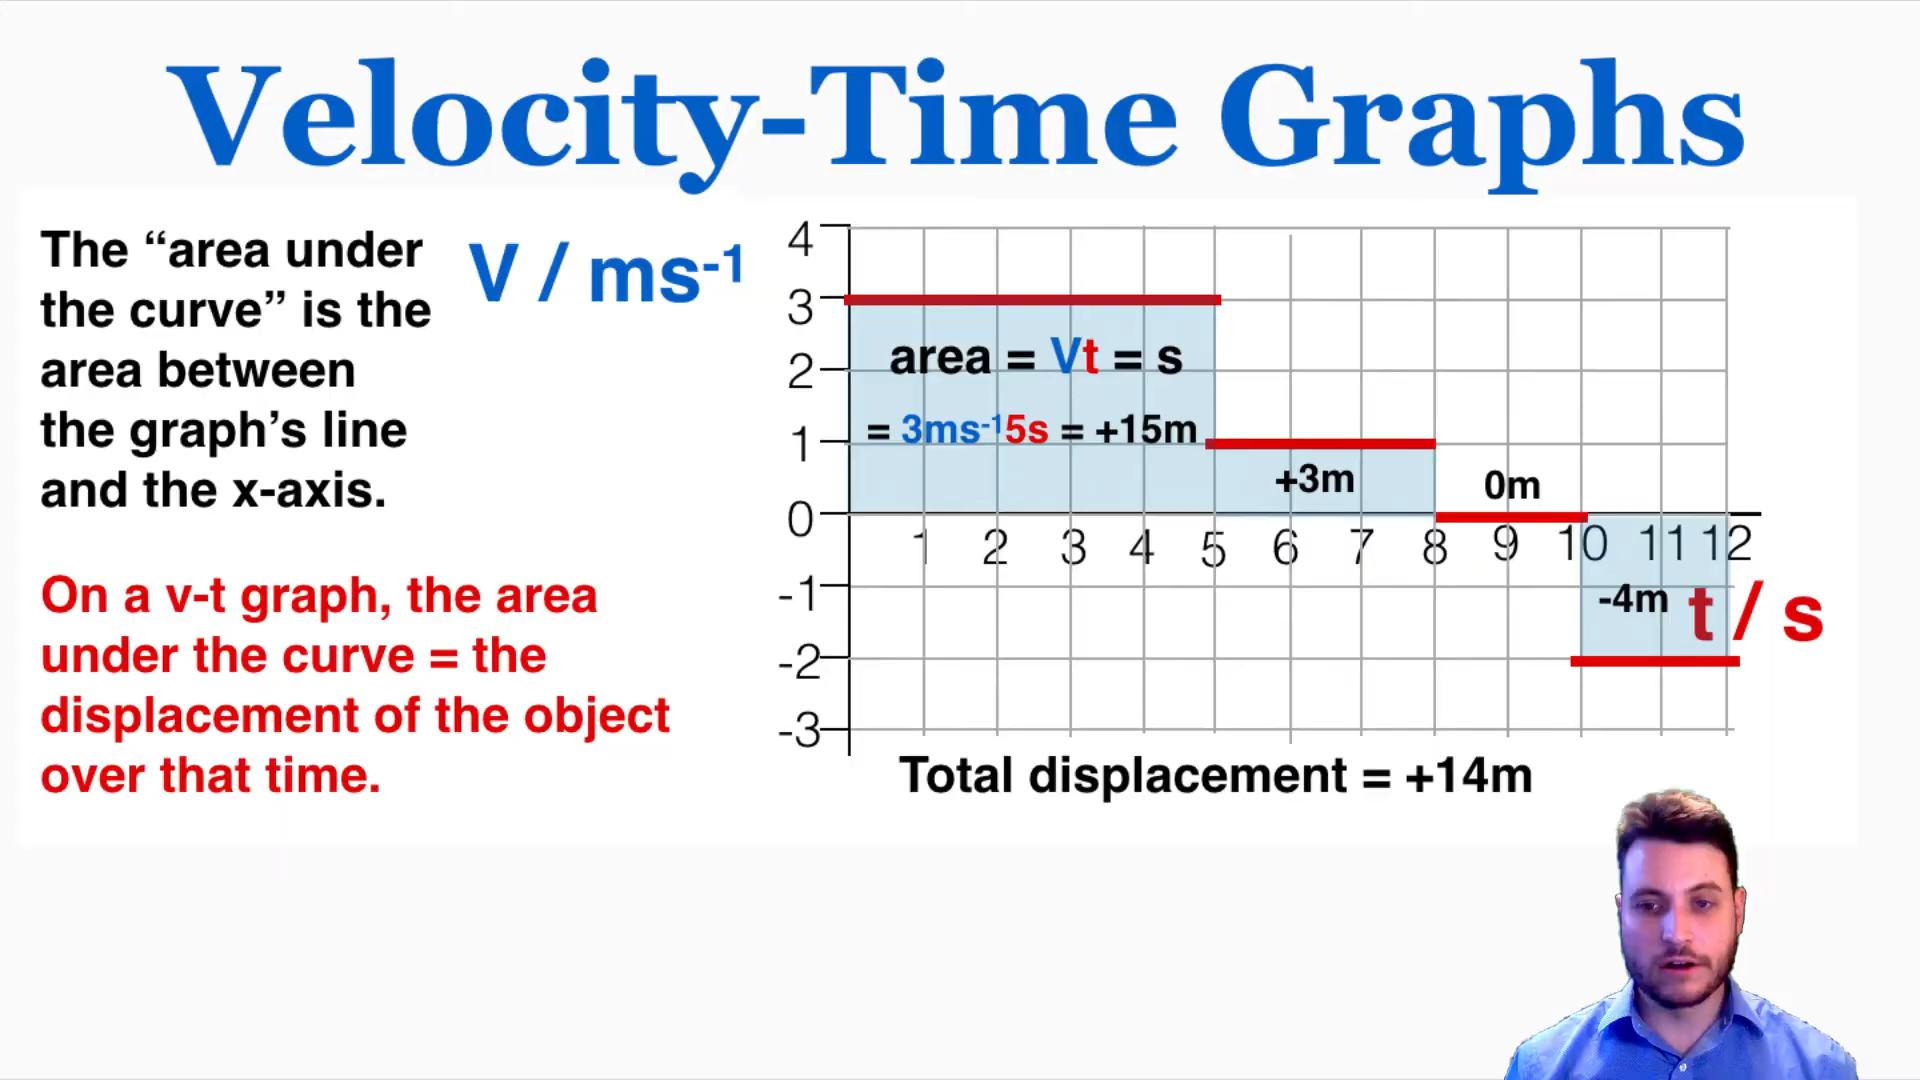 Velocity-Time Graphs
The “area under
the curve” is the
area between
the graph’s line
and the x-axis.
On a v-t graph, the area
under the curve = the
displacement of the object
over that time.
V / ms⁻¹
4
3
2
1
0
-1
-2
-3
area = Vt = s
= 3ms⁻¹5s = +15m
+3m
0m
1 2 3 4 5 6 7 8 9 10 11 12
-4m
t / s
Total displacement = +14m